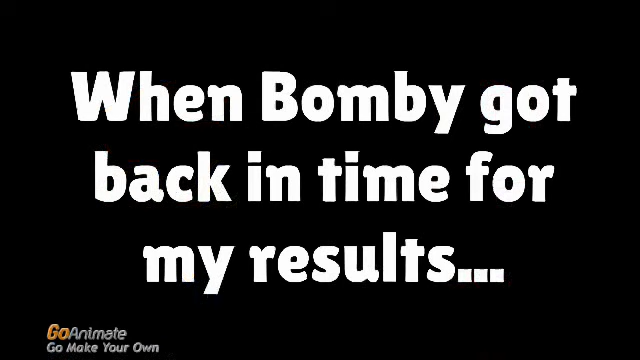 When Bomby got
back in time for
my results...
GoAnimate
Go Make Your Own